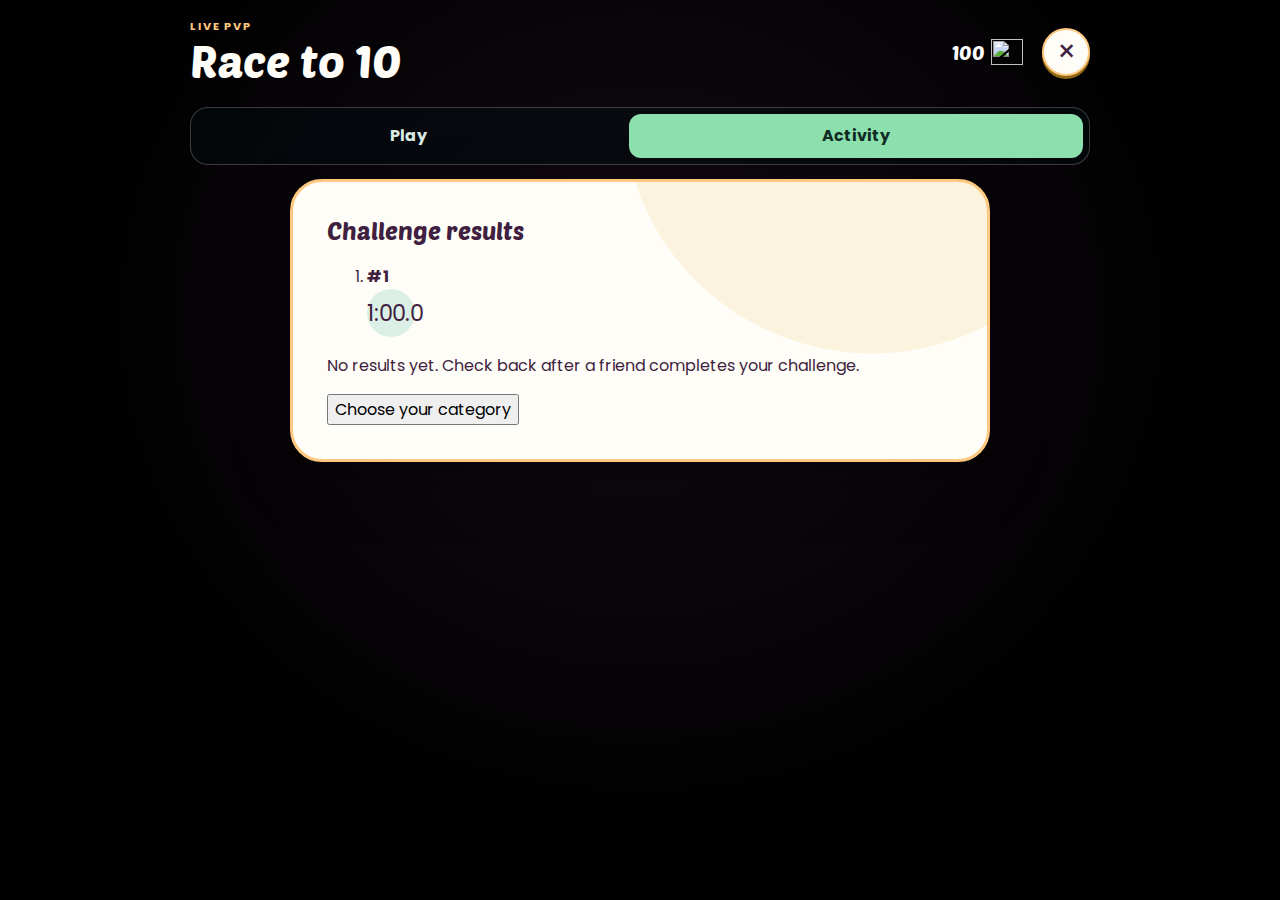 LIVE PVP
Race to 10
100
×
Play
Activity
Challenge results
1. #1
1:00.0
No results yet. Check back after a friend completes your challenge.
Choose your category